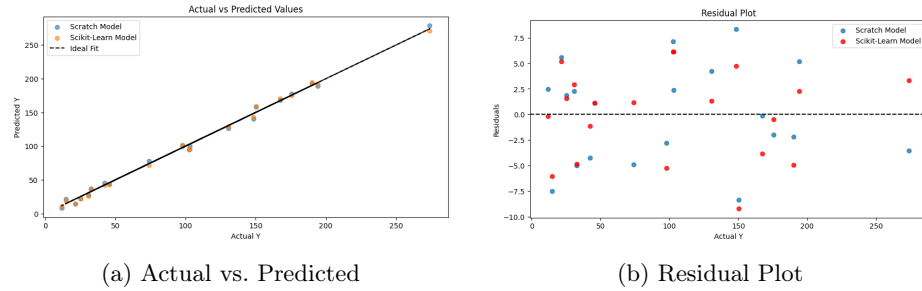 Actual vs Predicted Values
Scratch Model
Scikit-Learn Model
Ideal Fit
Predicted Y
300
250
200
150
100
50
0
0
50
100
150
200
250
Actual Y
(a) Actual vs. Predicted
Residual Plot
Scratch Model
Scikit-Learn Model
Residuals
7.5
5.0
2.5
0.0
−2.5
−5.0
−7.5
−10.0
0
50
100
150
200
250
Actual Y
(b) Residual Plot